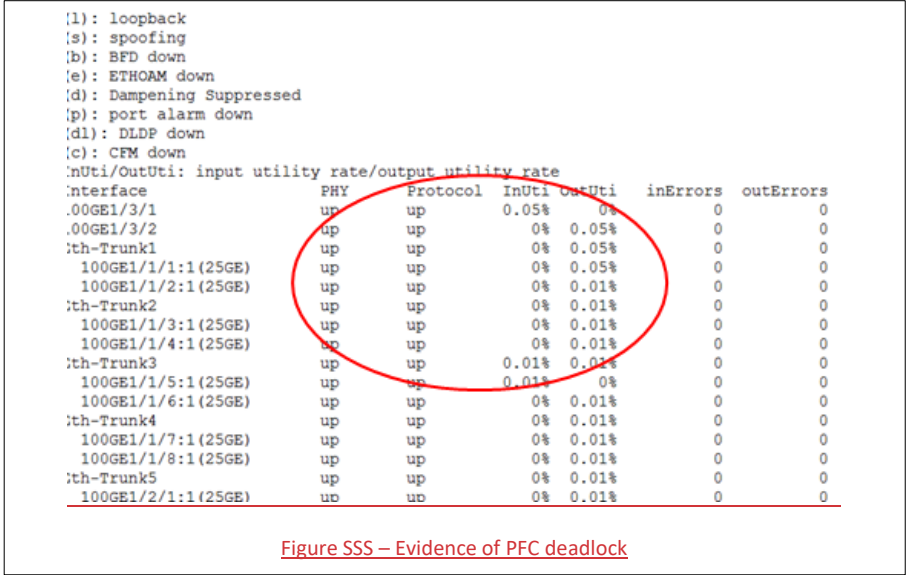 (l): loopback
(s): spoofing
(b): BFD down
(e): ETHOAM down
(d): Dampening Suppressed
(p): port alarm down
(dl): DLDP down
(c): CFM down
InUti/OutUti: input utility rate/output utility rate
Interface PHY Protocol InUti OutUti inErrors outErrors
100GE1/3/1 up up 0.05% 0% 0 0
100GE1/3/2 up up 0% 0.05% 0 0
Eth-Trunk1 up up 0% 0.05% 0 0
100GE1/1/1:1(25GE) up up 0% 0.05% 0 0
100GE1/1/2:1(25GE) up up 0% 0.01% 0 0
Eth-Trunk2 up up 0% 0.01% 0 0
100GE1/1/3:1(25GE) up up 0% 0.01% 0 0
100GE1/1/4:1(25GE) up up 0% 0.01% 0 0
Eth-Trunk3 up up 0.01% 0.01% 0 0
100GE1/1/5:1(25GE) up up 0.01% 0% 0 0
100GE1/1/6:1(25GE) up up 0% 0.01% 0 0
Eth-Trunk4 up up 0% 0.01% 0 0
100GE1/1/7:1(25GE) up up 0% 0.01% 0 0
100GE1/1/8:1(25GE) up up 0% 0.01% 0 0
Eth-Trunk5 up up 0% 0.01% 0 0
100GE1/2/1:1(25GE) up up 0% 0.01% 0 0
Figure SSS – Evidence of PFC deadlock